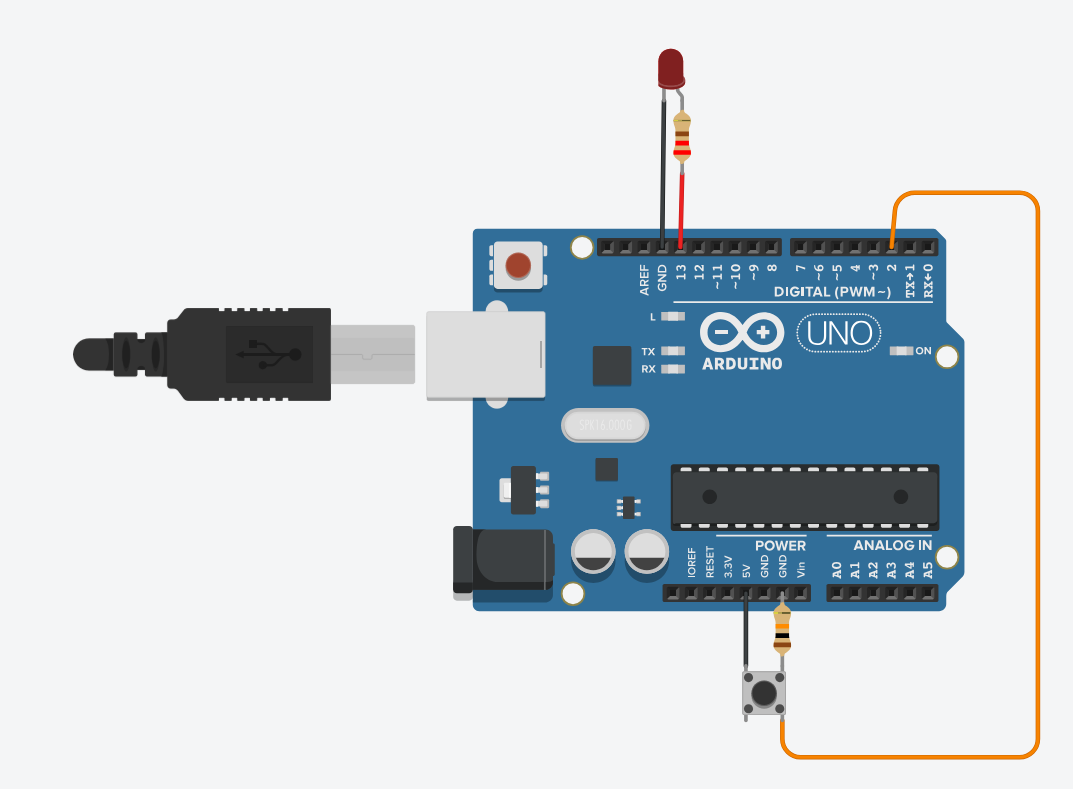 AREF
GND
13
12
~11
~10
~9
8
7
~6
~5
4
~3
2
TX→1
RX←0
DIGITAL (PWM~)
L
TX
RX
ARDUINO
UNO
ON
SPK16.000G
POWER
ANALOG IN
IOREF
RESET
3.3V
5V
GND
GND
Vin
A0
A1
A2
A3
A4
A5